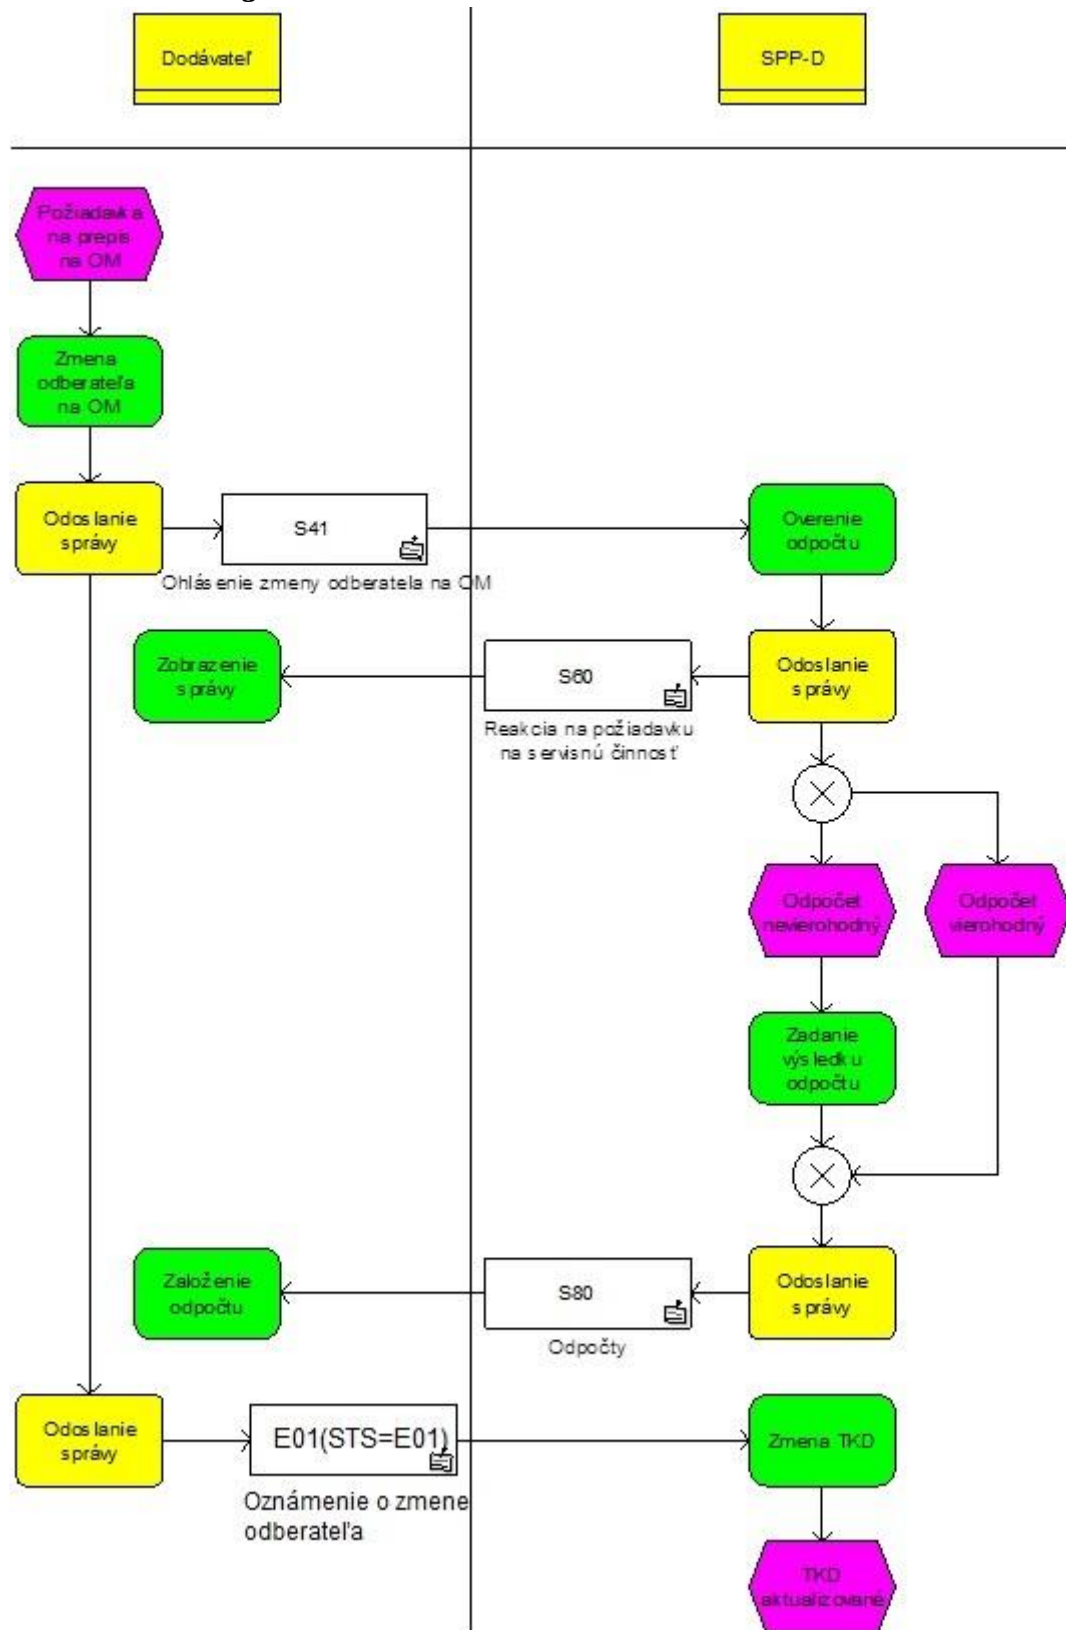 Dodávateľ
SPP-D
Požiadavka
na prepis
na OM
Zmena
odberateľa
na OM
Odoslanie
správy
S41
Ohlásenie zmeny odberatela na OM
Overenie
odpočtu
Zobrazenie
správy
S60
Reakcia na požiadavku
na servisnú činnosť
Odoslanie
správy
Odpočet
nevierohodný
Odpočet
vierohodný
Zadanie
výsledku
odpočtu
Založenie
odpočtu
S80
Odpočty
Odoslanie
správy
Odoslanie
správy
E01(STS=E01)
Oznámenie o zmene
odberateľa
Zmena TKD
TKD
aktualizované